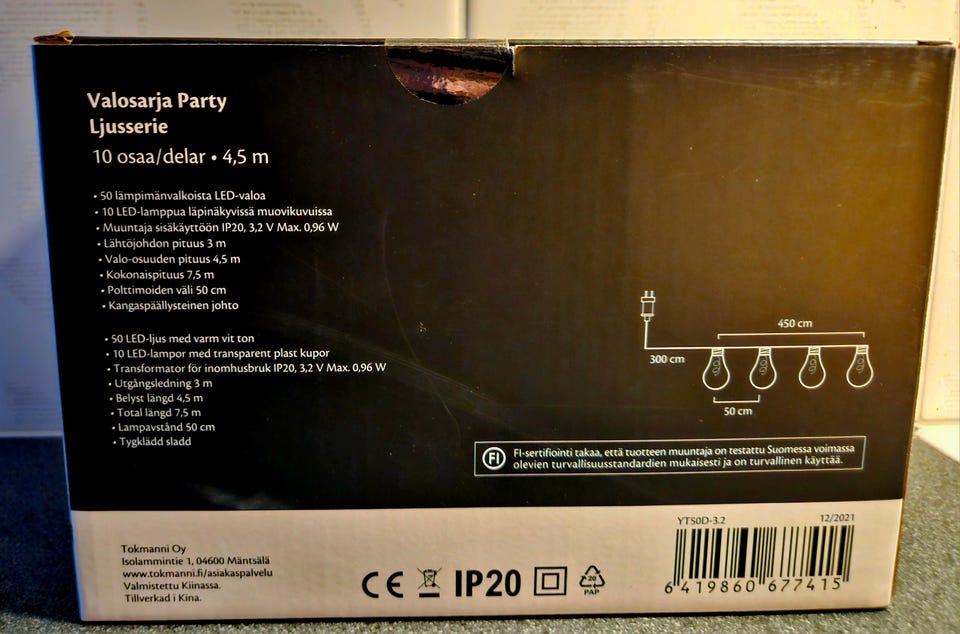 Valosarja Party
Ljusserie
10 osaa/delar • 4,5 m
• 50 lämpimänvalkoista LED-valoa
• 10 LED-lamppua läpinäkyvissä muovikuvuissa
• Muuntaja sisäkäyttöön IP20, 3,2 V Max. 0,96 W
• Lähtöjohdon pituus 3 m
• Valo-osuuden pituus 4,5 m
• Kokonaispituus 7,5 m
• Polttimoiden väli 50 cm
• Kangaspäällysteinen johto
• 50 LED-ljus med varm vit ton
• 10 LED-lampor med transparent plast kupor
• Transformator för inomhusbruk IP20, 3,2 V Max. 0,96 W
• Utgångsledning 3 m
• Belyst längd 4,5 m
• Total längd 7,5 m
• Lampavstånd 50 cm
• Tygklädd sladd
450 cm
300 cm
50 cm
FI
FI-sertifiointi takaa, että tuotteen muuntaja on testattu Suomessa voimassa
olevien turvallisuusstandardien mukaisesti ja on turvallinen käyttää.
Tokmanni Oy
Isolammintie 1, 04600 Mäntsälä
www.tokmanni.fi/asiakaspalvelu
Valmistettu Kiinassa.
Tillverkad i Kina.
CE
IP20
20
PAP
YT50D-3.2
12/2021
6 419860 677415